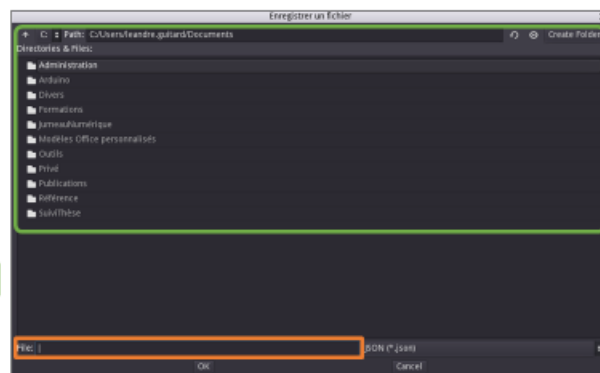 Enregistrer un fichier
C: Path: C:/Users/leandre.guitard/Documents Create Folder
Directories & Files:
Administration
Arduino
Divers
Formations
JumeauNumérique
Modèles Office personnalisés
Outils
Privé
Publications
Référence
SuiviThèse
File: JSON (*.json)
OK Cancel